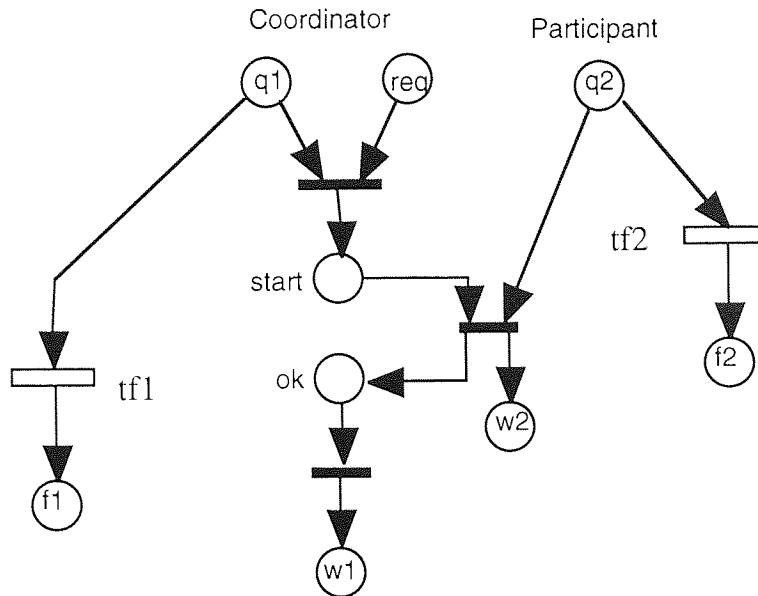 Coordinator
Participant
q1
req
q2
tf2
start
f2
ok
tf1
w2
f1
w1